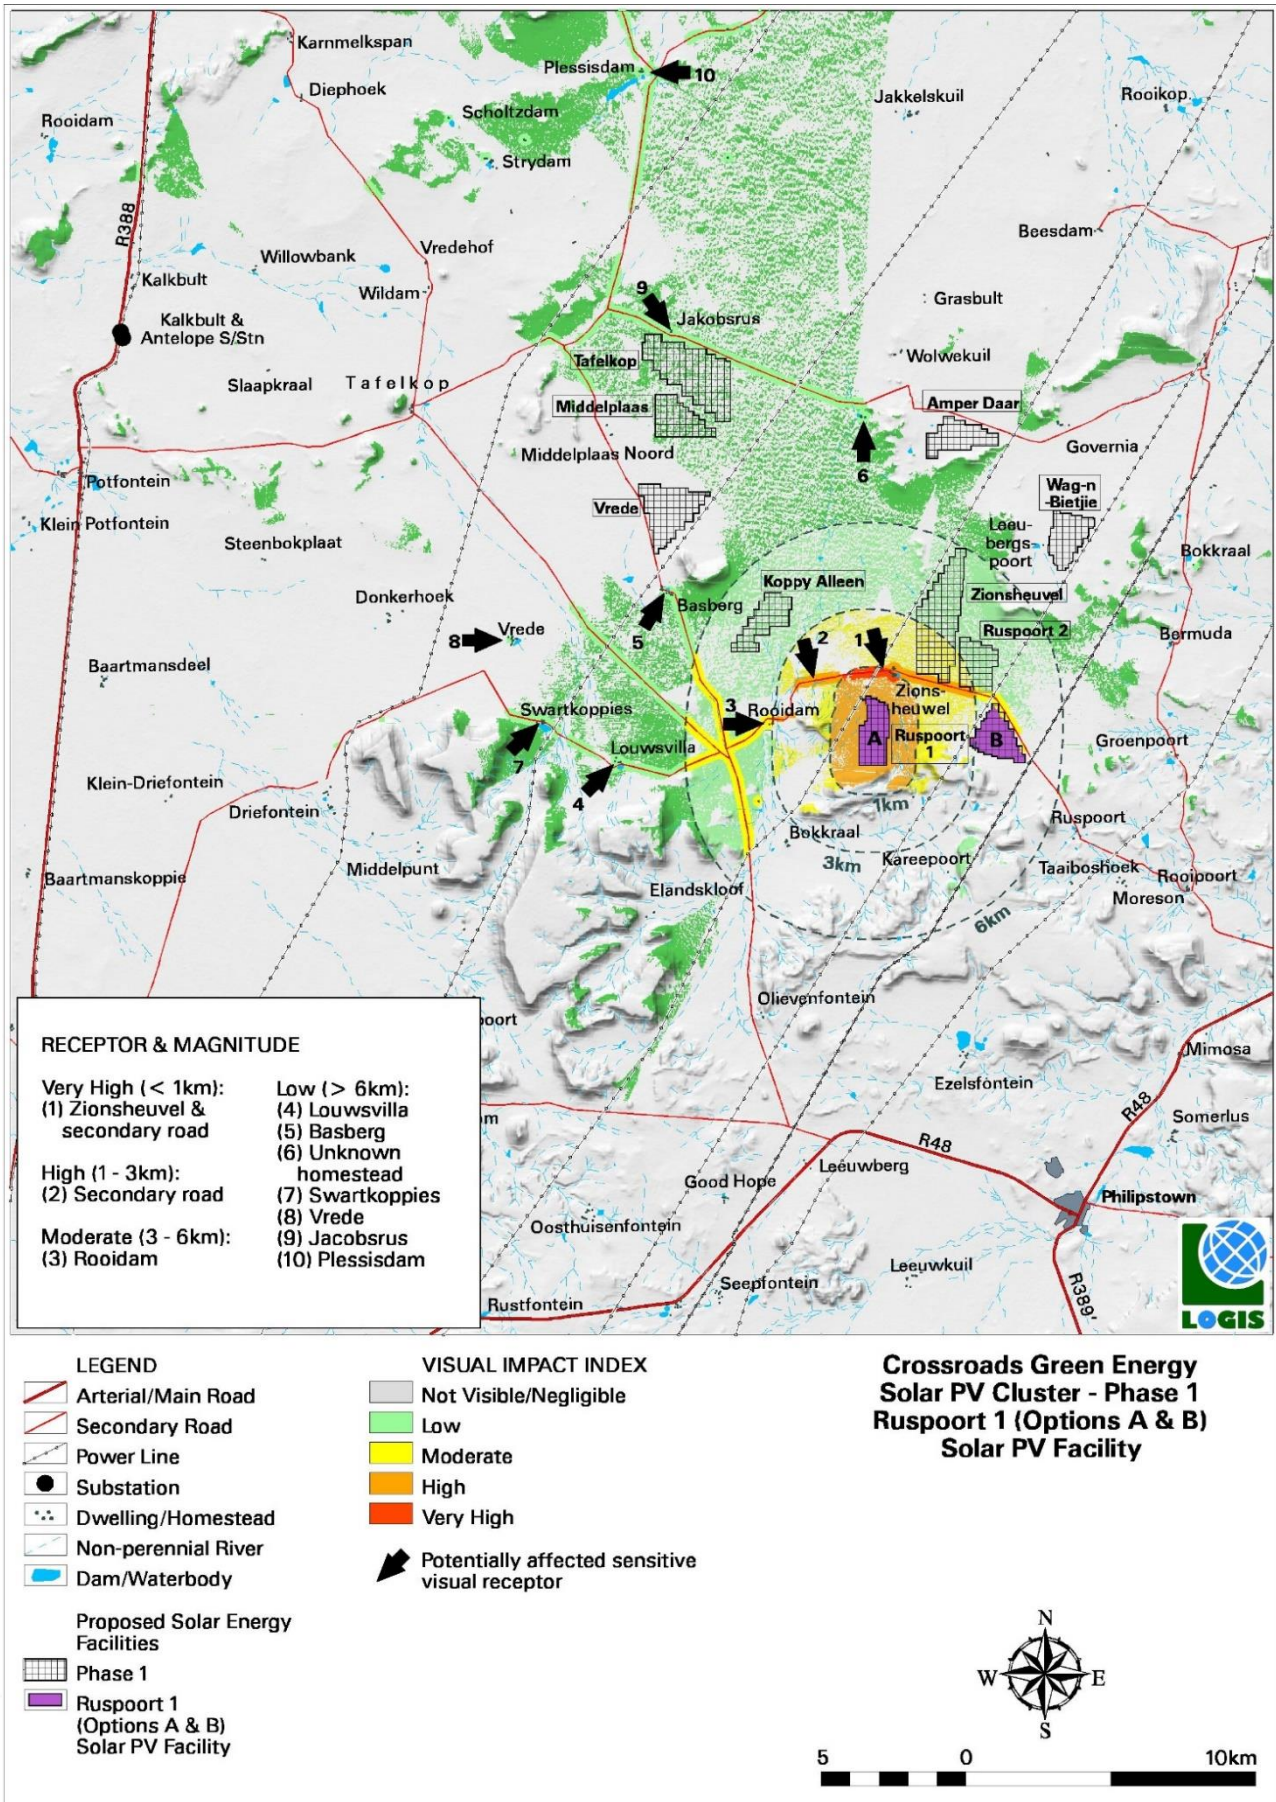 Karnmelkspan
Plessisdam
10
Diephoek
Jakkelskuil
Rooikop
Scholtzdam
Rooidam
Strydam
R388
Beesdam
Vredehof
Willowbank
Kalkbult
Wildam
9
Grasbult
Jakobsrus
Kalkbult &
Antelope S/Stn
Tafelkop
Wolwekuil
Slaapkraal
Tafelkop
Middelplaas
Amper Daar
Governia
Middelplaas Noord
6
Potfontein
Wag-n
-Bietjie
Vrede
Klein Potfontein
Leeu-
bergs-
poort
Steenbokplaat
Bokkraal
Koppy Alleen
Donkerhoek
Basberg
Zionsheuvel
Vrede
8
5
2
1
Ruspoort 2
Bermuda
Baartmansdeel
Zions-
heuwel
3
Rooidam
Swartkoppies
A
Ruspoort
1
B
Groenpoort
Louwsvilla
7
4
Klein-Driefontein
Driefontein
1km
Bokkraal
Ruspoort
3km
Kareepoort
Middelpunt
Taaiboshoek
Rooipoort
Baartmanskoppie
Elandskloof
Moreson
6km
Olievenfontein
poort
Mimosa
Ezelsfontein
R48
Somerlus
om
R48
Leeuwberg
Good Hope
Philipstown
Oosthuisenfontein
Leeuwkuil
Seepfontein
R389'
Rustfontein
LOGIS
RECEPTOR & MAGNITUDE
Very High (< 1km):
(1) Zionsheuvel &
secondary road
High (1 - 3km):
(2) Secondary road
Moderate (3 - 6km):
(3) Rooidam
Low (> 6km):
(4) Louwsvilla
(5) Basberg
(6) Unknown
homestead
(7) Swartkoppies
(8) Vrede
(9) Jacobsrus
(10) Plessisdam
LEGEND
Arterial/Main Road
Secondary Road
Power Line
Substation
Dwelling/Homestead
Non-perennial River
Dam/Waterbody
Proposed Solar Energy
Facilities
Phase 1
Ruspoort 1
(Options A & B)
Solar PV Facility
VISUAL IMPACT INDEX
Not Visible/Negligible
Low
Moderate
High
Very High
Potentially affected sensitive
visual receptor
Crossroads Green Energy
Solar PV Cluster - Phase 1
Ruspoort 1 (Options A & B)
Solar PV Facility
N
W
E
S
5
0
10km